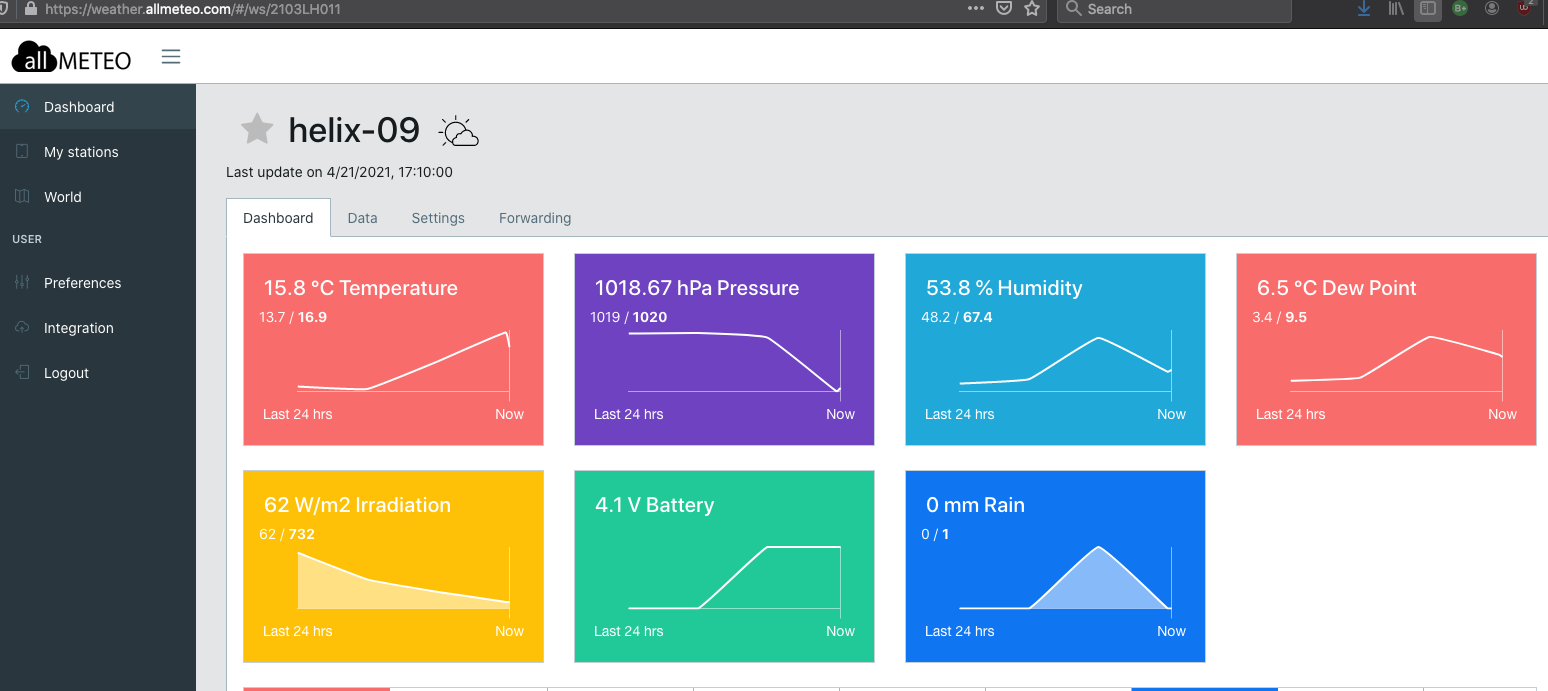 https://weather.allmeteo.com/#/ws/2103LH011
Search
B+
2
all METEO
Dashboard
My stations
World
USER
Preferences
Integration
Logout
helix-09
Last update on 4/21/2021, 17:10:00
Dashboard Data Settings Forwarding
15.8 °C Temperature
13.7 / 16.9
Last 24 hrs Now
1018.67 hPa Pressure
1019 / 1020
Last 24 hrs Now
53.8 % Humidity
48.2 / 67.4
Last 24 hrs Now
6.5 °C Dew Point
3.4 / 9.5
Last 24 hrs Now
62 W/m2 Irradiation
62 / 732
Last 24 hrs Now
4.1 V Battery
Last 24 hrs Now
0 mm Rain
0 / 1
Last 24 hrs Now